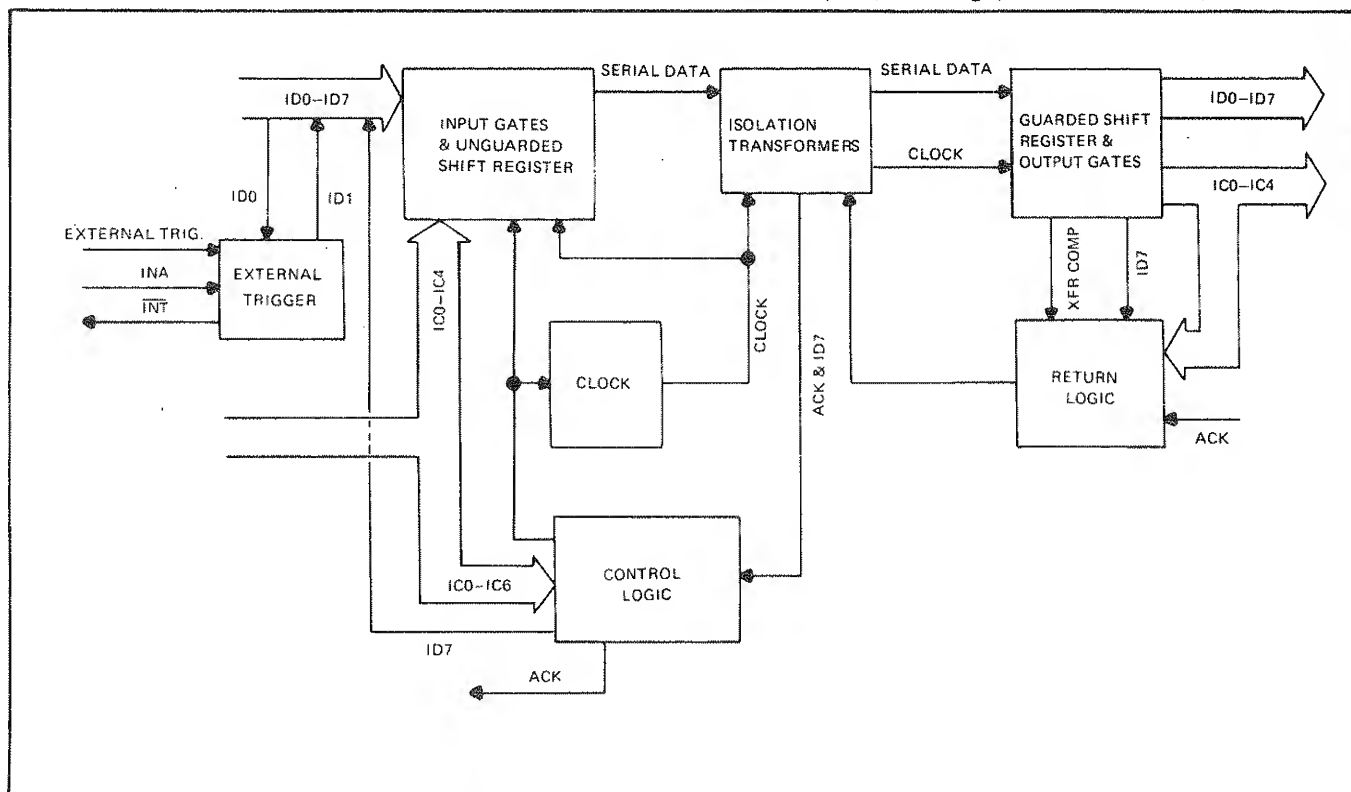 SERIAL DATA
SERIAL DATA
ID0–ID7
INPUT GATES
& UNGUARDED
SHIFT REGISTER
ISOLATION
TRANSFORMERS
GUARDED SHIFT
REGISTER &
OUTPUT GATES
ID0–ID7
CLOCK
IC0–IC4
ID0
ID1
EXTERNAL TRIG.
INA
INT
EXTERNAL
TRIGGER
IC0–IC4
CLOCK
CLOCK
ACK & ID7
XFR COMP
ID7
RETURN
LOGIC
ACK
IC0–IC6
CONTROL
LOGIC
ID7
ACK